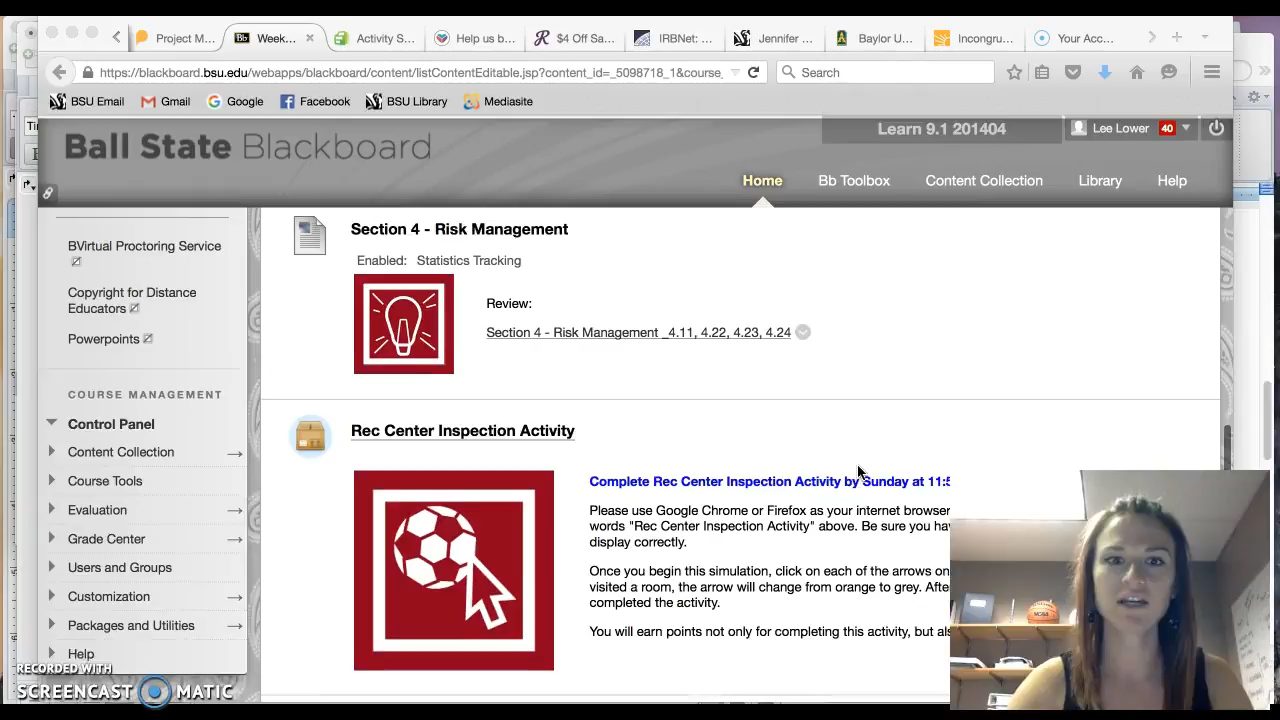 Project M...
Week...
Activity S...
Help us b...
$4 Off Sa...
IRBNet: ...
Jennifer ...
Baylor U...
Incongru...
Your Acc...
https://blackboard.bsu.edu/webapps/blackboard/content/listContentEditable.jsp?content_id=_5098718_1&course_
Search
BSU Email
Gmail
Google
Facebook
BSU Library
Mediasite
Ball State Blackboard
Learn 9.1 201404
Lee Lower 40
Home
Bb Toolbox
Content Collection
Library
Help
BVirtual Proctoring Service
Copyright for Distance
Educators
Powerpoints
COURSE MANAGEMENT
Control Panel
Content Collection
Course Tools
Evaluation
Grade Center
Users and Groups
Customization
Packages and Utilities
Help
Section 4 - Risk Management
Enabled: Statistics Tracking
Review:
Section 4 - Risk Management _4.11, 4.22, 4.23, 4.24
Rec Center Inspection Activity
Complete Rec Center Inspection Activity by Sunday at 11:5
Please use Google Chrome or Firefox as your internet browser
words "Rec Center Inspection Activity" above. Be sure you hav
display correctly.
Once you begin this simulation, click on each of the arrows on
visited a room, the arrow will change from orange to grey. Afte
completed the activity.
You will earn points not only for completing this activity, but als
RECORDED WITH
SCREENCAST MATIC